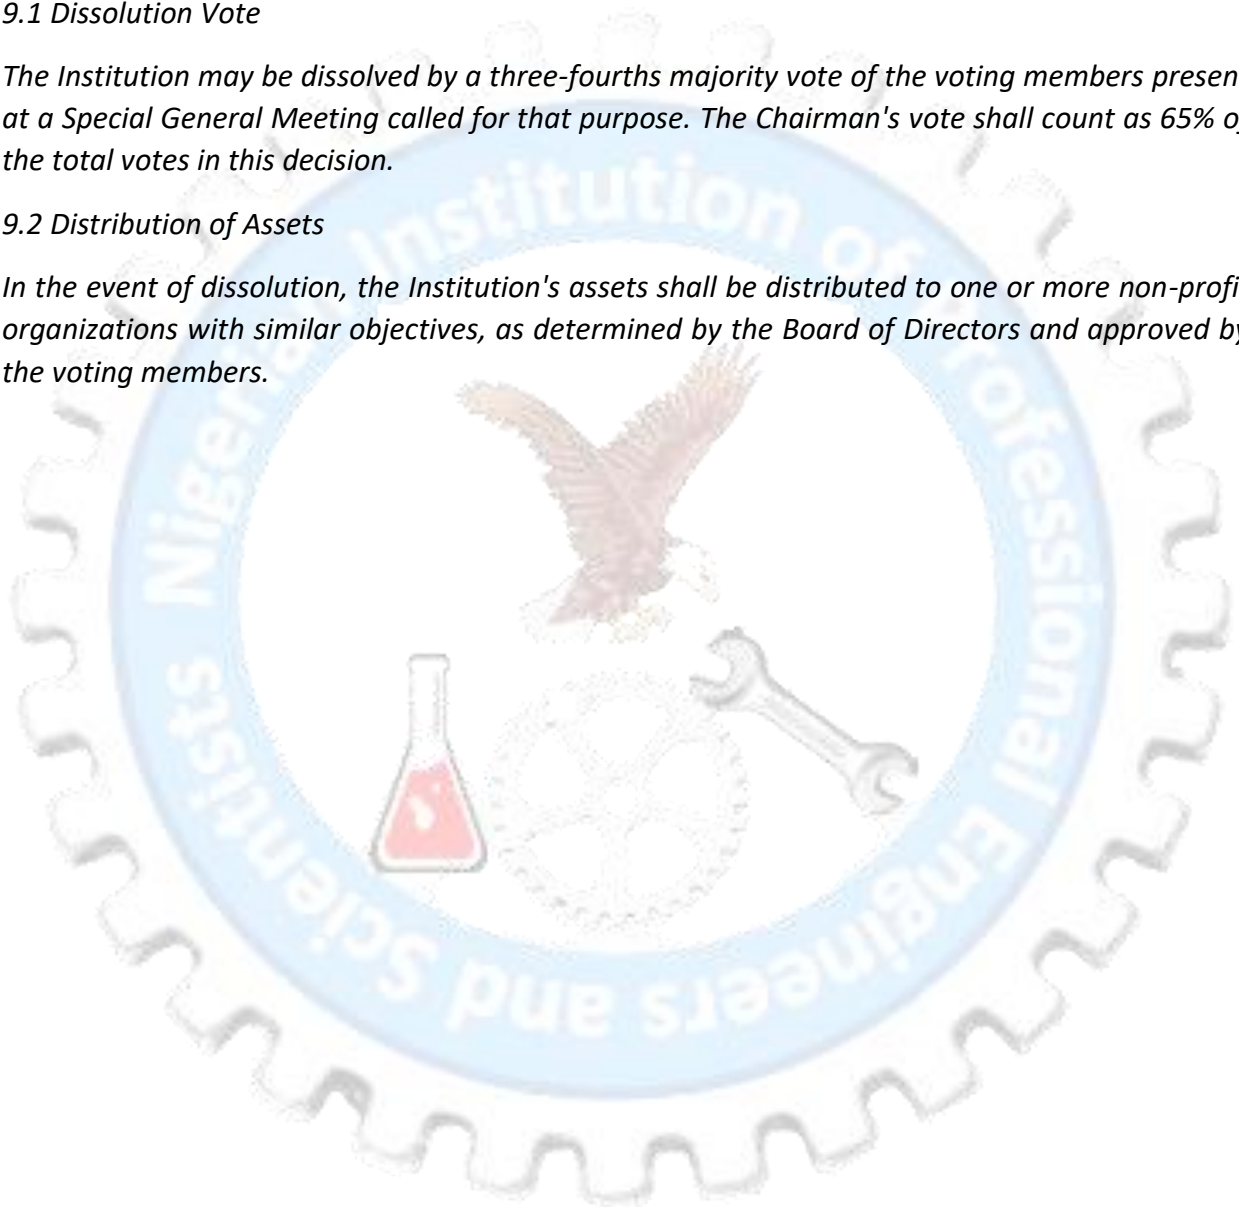 9.1 Dissolution Vote
The Institution may be dissolved by a three-fourths majority vote of the voting members presen
at a Special General Meeting called for that purpose. The Chairman's vote shall count as 65% o
the total votes in this decision.
9.2 Distribution of Assets
In the event of dissolution, the Institution's assets shall be distributed to one or more non-profi
organizations with similar objectives, as determined by the Board of Directors and approved by
the voting members.
Nigerian Institution of Professional Engineers and Scientists